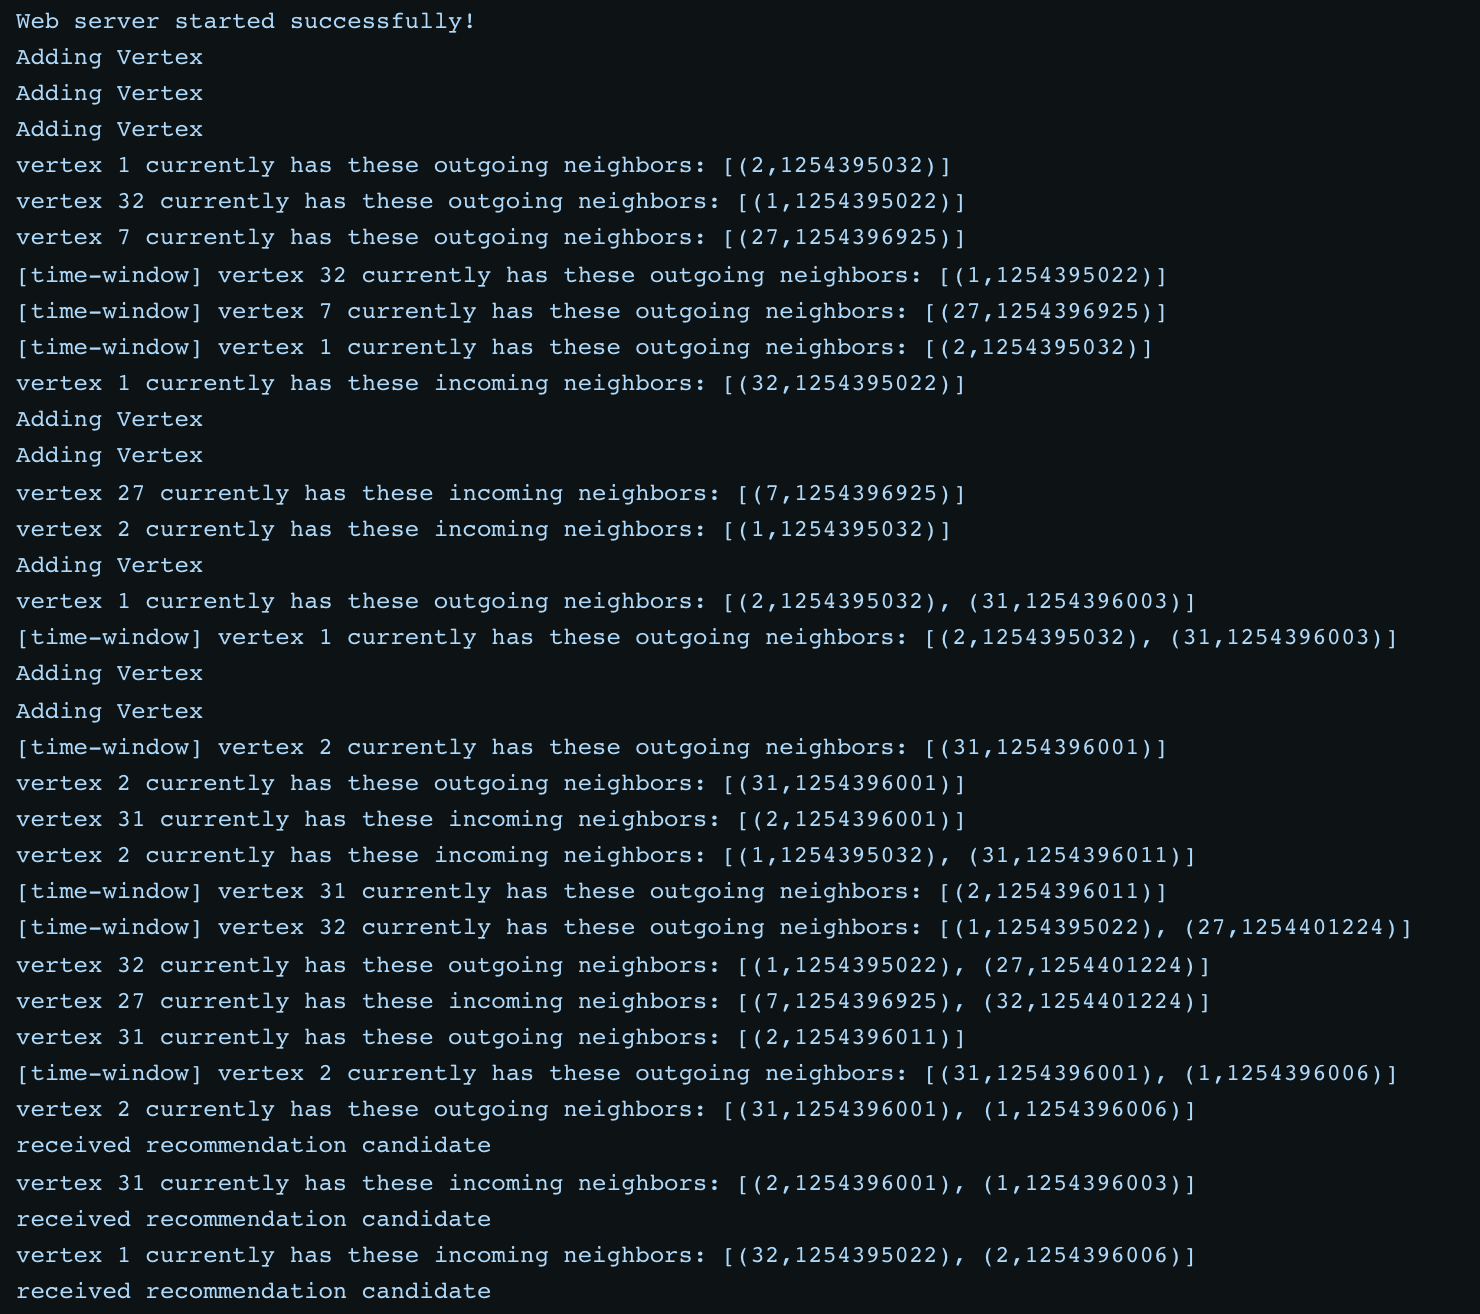 Web server started successfully!
Adding Vertex
Adding Vertex
Adding Vertex
vertex 1 currently has these outgoing neighbors: [(2,1254395032)]
vertex 32 currently has these outgoing neighbors: [(1,1254395022)]
vertex 7 currently has these outgoing neighbors: [(27,1254396925)]
[time-window] vertex 32 currently has these outgoing neighbors: [(1,1254395022)]
[time-window] vertex 7 currently has these outgoing neighbors: [(27,1254396925)]
[time-window] vertex 1 currently has these outgoing neighbors: [(2,1254395032)]
vertex 1 currently has these incoming neighbors: [(32,1254395022)]
Adding Vertex
Adding Vertex
vertex 27 currently has these incoming neighbors: [(7,1254396925)]
vertex 2 currently has these incoming neighbors: [(1,1254395032)]
Adding Vertex
vertex 1 currently has these outgoing neighbors: [(2,1254395032), (31,1254396003)]
[time-window] vertex 1 currently has these outgoing neighbors: [(2,1254395032), (31,1254396003)]
Adding Vertex
Adding Vertex
[time-window] vertex 2 currently has these outgoing neighbors: [(31,1254396001)]
vertex 2 currently has these outgoing neighbors: [(31,1254396001)]
vertex 31 currently has these incoming neighbors: [(2,1254396001)]
vertex 2 currently has these incoming neighbors: [(1,1254395032), (31,1254396011)]
[time-window] vertex 31 currently has these outgoing neighbors: [(2,1254396011)]
[time-window] vertex 32 currently has these outgoing neighbors: [(1,1254395022), (27,1254401224)]
vertex 32 currently has these outgoing neighbors: [(1,1254395022), (27,1254401224)]
vertex 27 currently has these incoming neighbors: [(7,1254396925), (32,1254401224)]
vertex 31 currently has these outgoing neighbors: [(2,1254396011)]
[time-window] vertex 2 currently has these outgoing neighbors: [(31,1254396001), (1,1254396006)]
vertex 2 currently has these outgoing neighbors: [(31,1254396001), (1,1254396006)]
received recommendation candidate
vertex 31 currently has these incoming neighbors: [(2,1254396001), (1,1254396003)]
received recommendation candidate
vertex 1 currently has these incoming neighbors: [(32,1254395022), (2,1254396006)]
received recommendation candidate